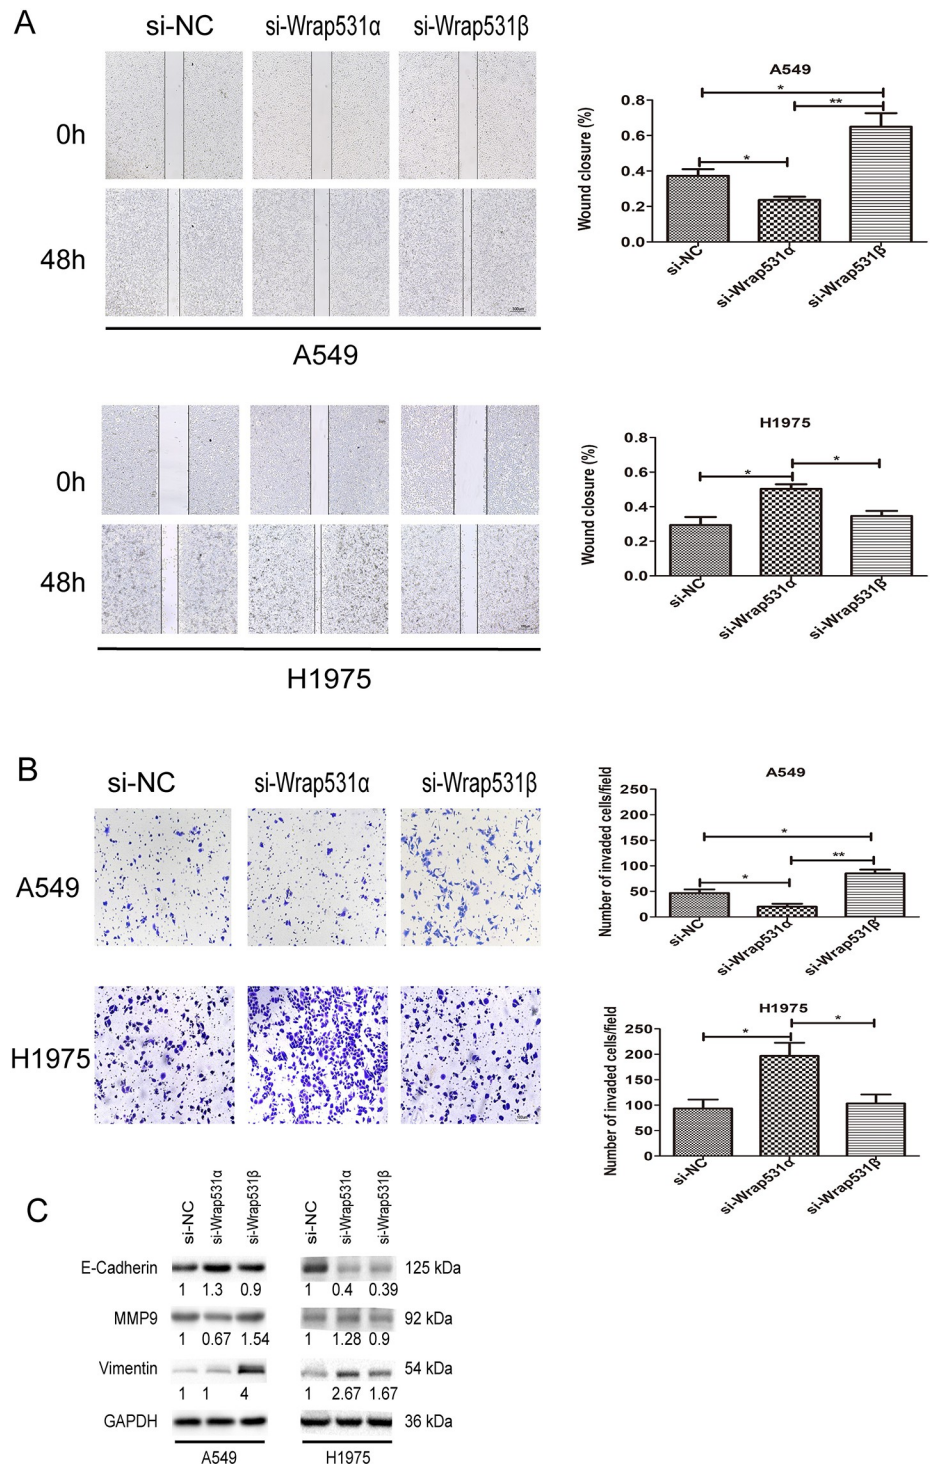 A
si-NC si-Wrap531α si-Wrap531β
0h
48h
A549
A549
Wound closure (%)
0.8
0.6
0.4
0.2
0.0
* ** *
si-NC si-Wrap531α si-Wrap531β
0h
48h
H1975
H1975
Wound closure (%)
0.8
0.6
0.4
0.2
0.0
* *
si-NC si-Wrap531α si-Wrap531β
B
si-NC si-Wrap531α si-Wrap531β
A549
H1975
A549
Number of invaded cells/field
250
200
150
100
50
0
* ** *
si-NC si-Wrap531α si-Wrap531β
H1975
Number of invaded cells/field
250
200
150
100
50
0
* *
si-NC si-Wrap531α si-Wrap531β
C
si-NC si-Wrap531α si-Wrap531β si-NC si-Wrap531α si-Wrap531β
E-Cadherin 125 kDa
1 1.3 0.9 1 0.4 0.39
MMP9 92 kDa
1 0.67 1.54 1 1.28 0.9
Vimentin 54 kDa
1 1 4 1 2.67 1.67
GAPDH 36 kDa
A549 H1975